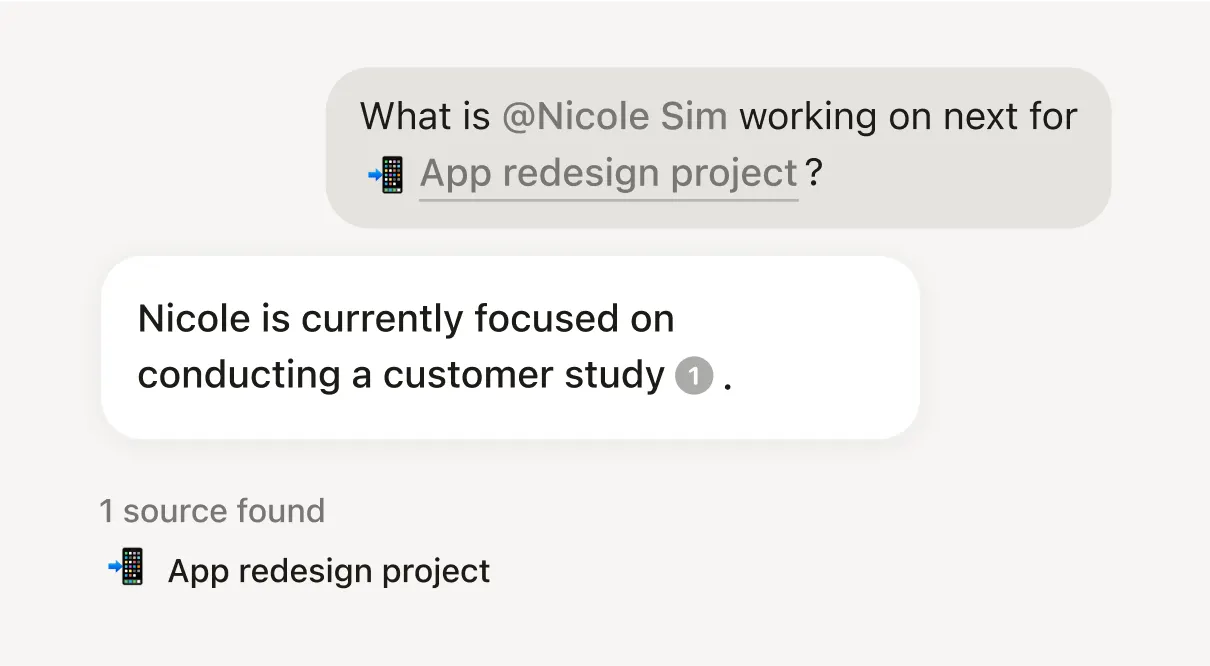 What is @Nicole Sim working on next for
📲 App redesign project ?
Nicole is currently focused on
conducting a customer study 1 .
1 source found
📲 App redesign project